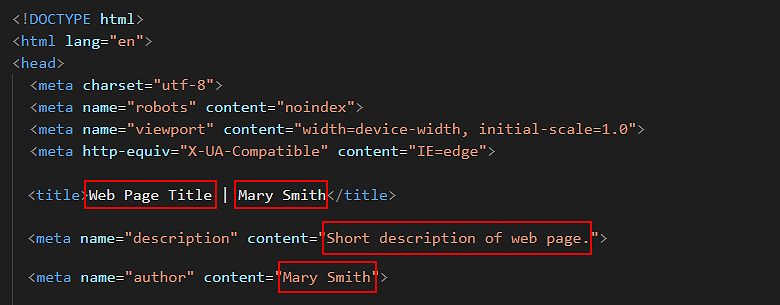 <!DOCTYPE html>
<html lang="en">
<head>
<meta charset="utf-8">
<meta name="robots" content="noindex">
<meta name="viewport" content="width=device-width, initial-scale=1.0">
<meta http-equiv="X-UA-Compatible" content="IE=edge">
<title>Web Page Title | Mary Smith</title>
<meta name="description" content="Short description of web page.">
<meta name="author" content="Mary Smith">